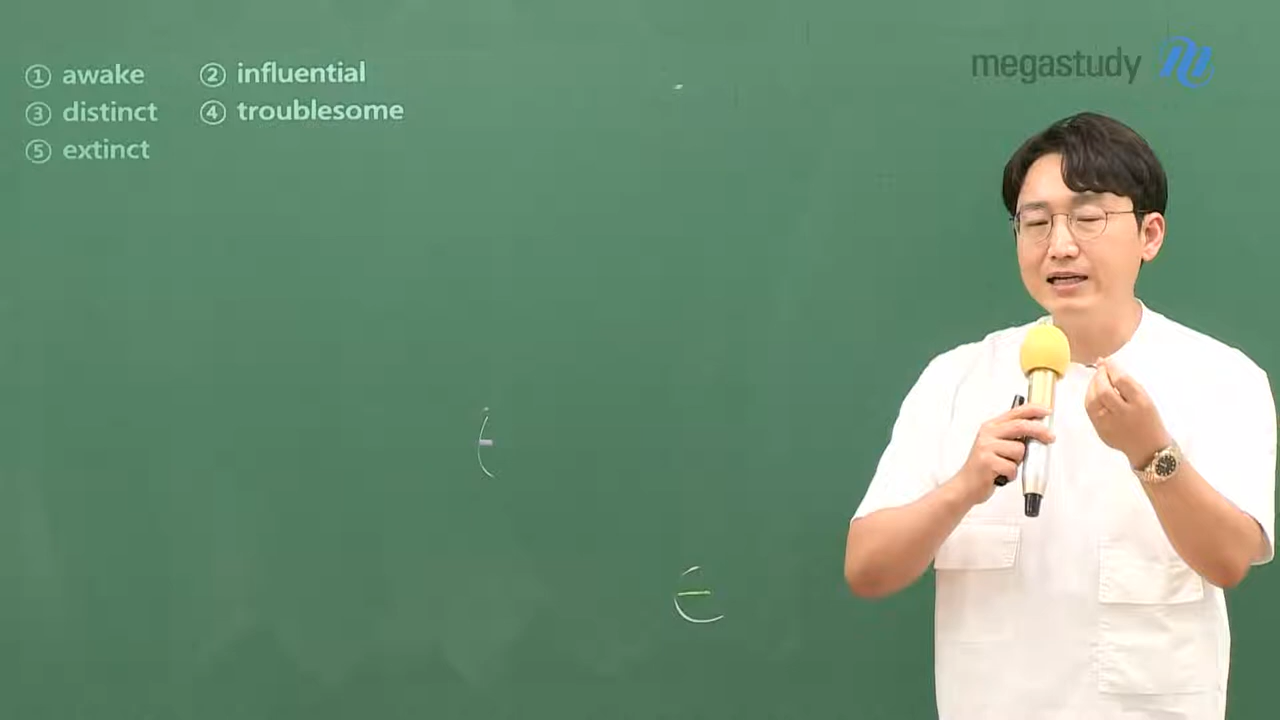 ① awake ② influential
③ distinct ④ troublesome
⑤ extinct
megastudy